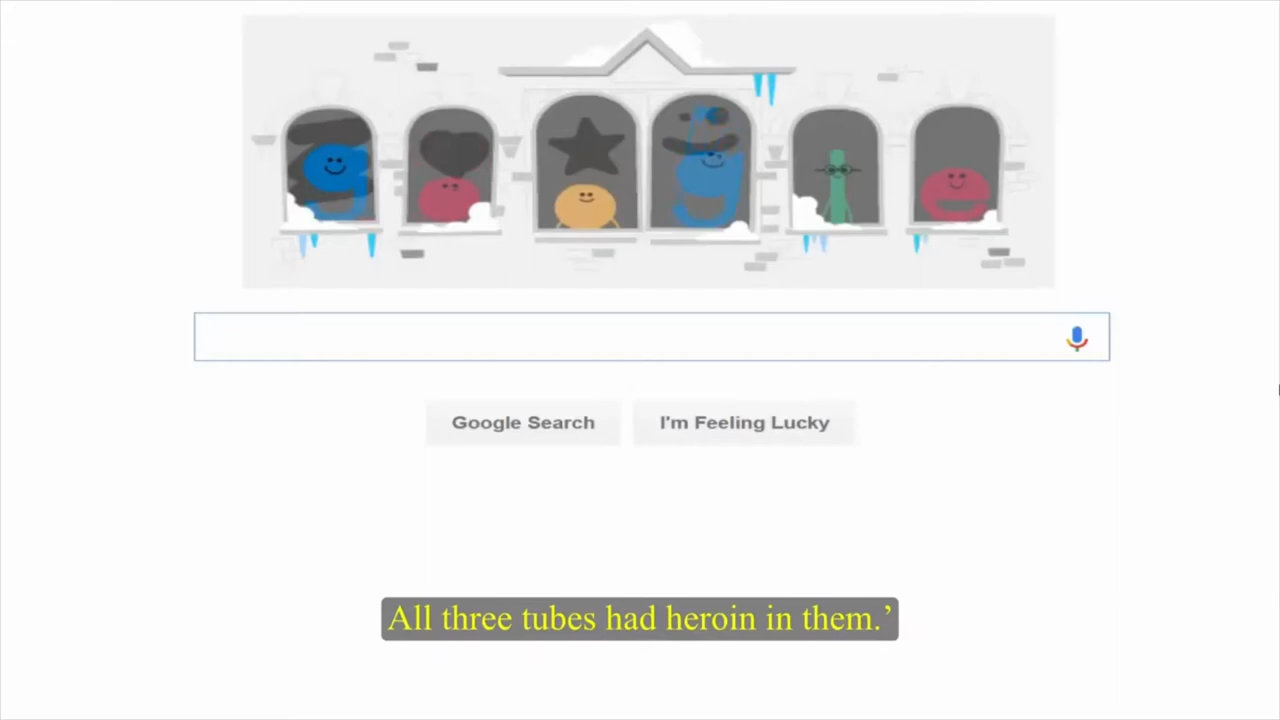 Google Search
I'm Feeling Lucky
All three tubes had heroin in them.’